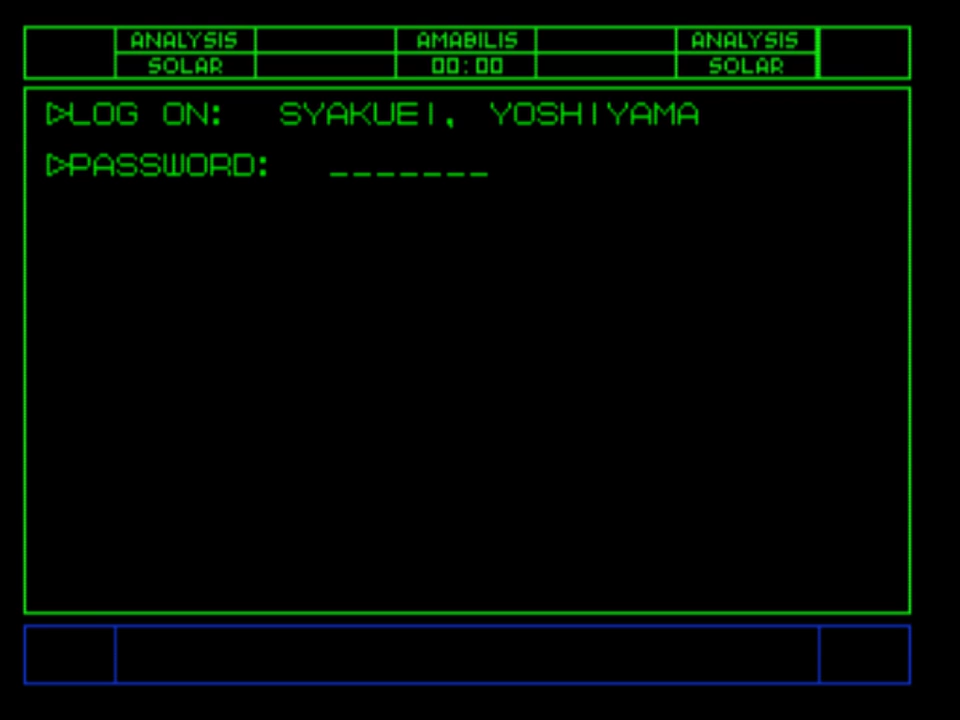 ANALYSIS AMABILIS ANALYSIS
SOLAR 00:00 SOLAR
▷LOG ON: SYAKUEI, YOSHIYAMA
▷PASSWORD: _______